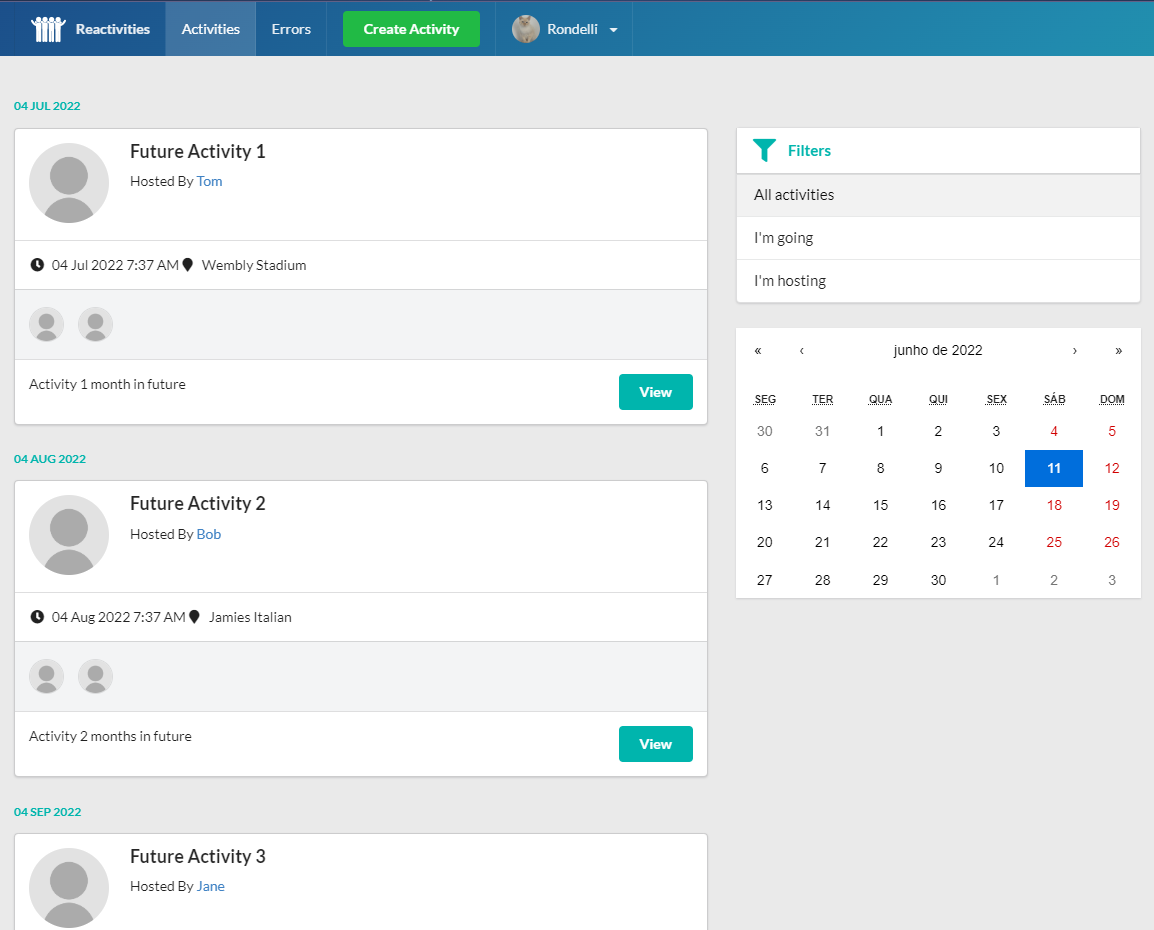 Reactivities Activities Errors Create Activity Rondelli
04 JUL 2022
Future Activity 1
Hosted By Tom
04 Jul 2022 7:37 AM Wembly Stadium
Activity 1 month in future
View
04 AUG 2022
Future Activity 2
Hosted By Bob
04 Aug 2022 7:37 AM Jamies Italian
Activity 2 months in future
View
04 SEP 2022
Future Activity 3
Hosted By Jane
Filters
All activities
I'm going
I'm hosting
« ‹ junho de 2022 › »
SEG TER QUA QUI SEX SÁB DOM
30 31 1 2 3 4 5
6 7 8 9 10 11 12
13 14 15 16 17 18 19
20 21 22 23 24 25 26
27 28 29 30 1 2 3